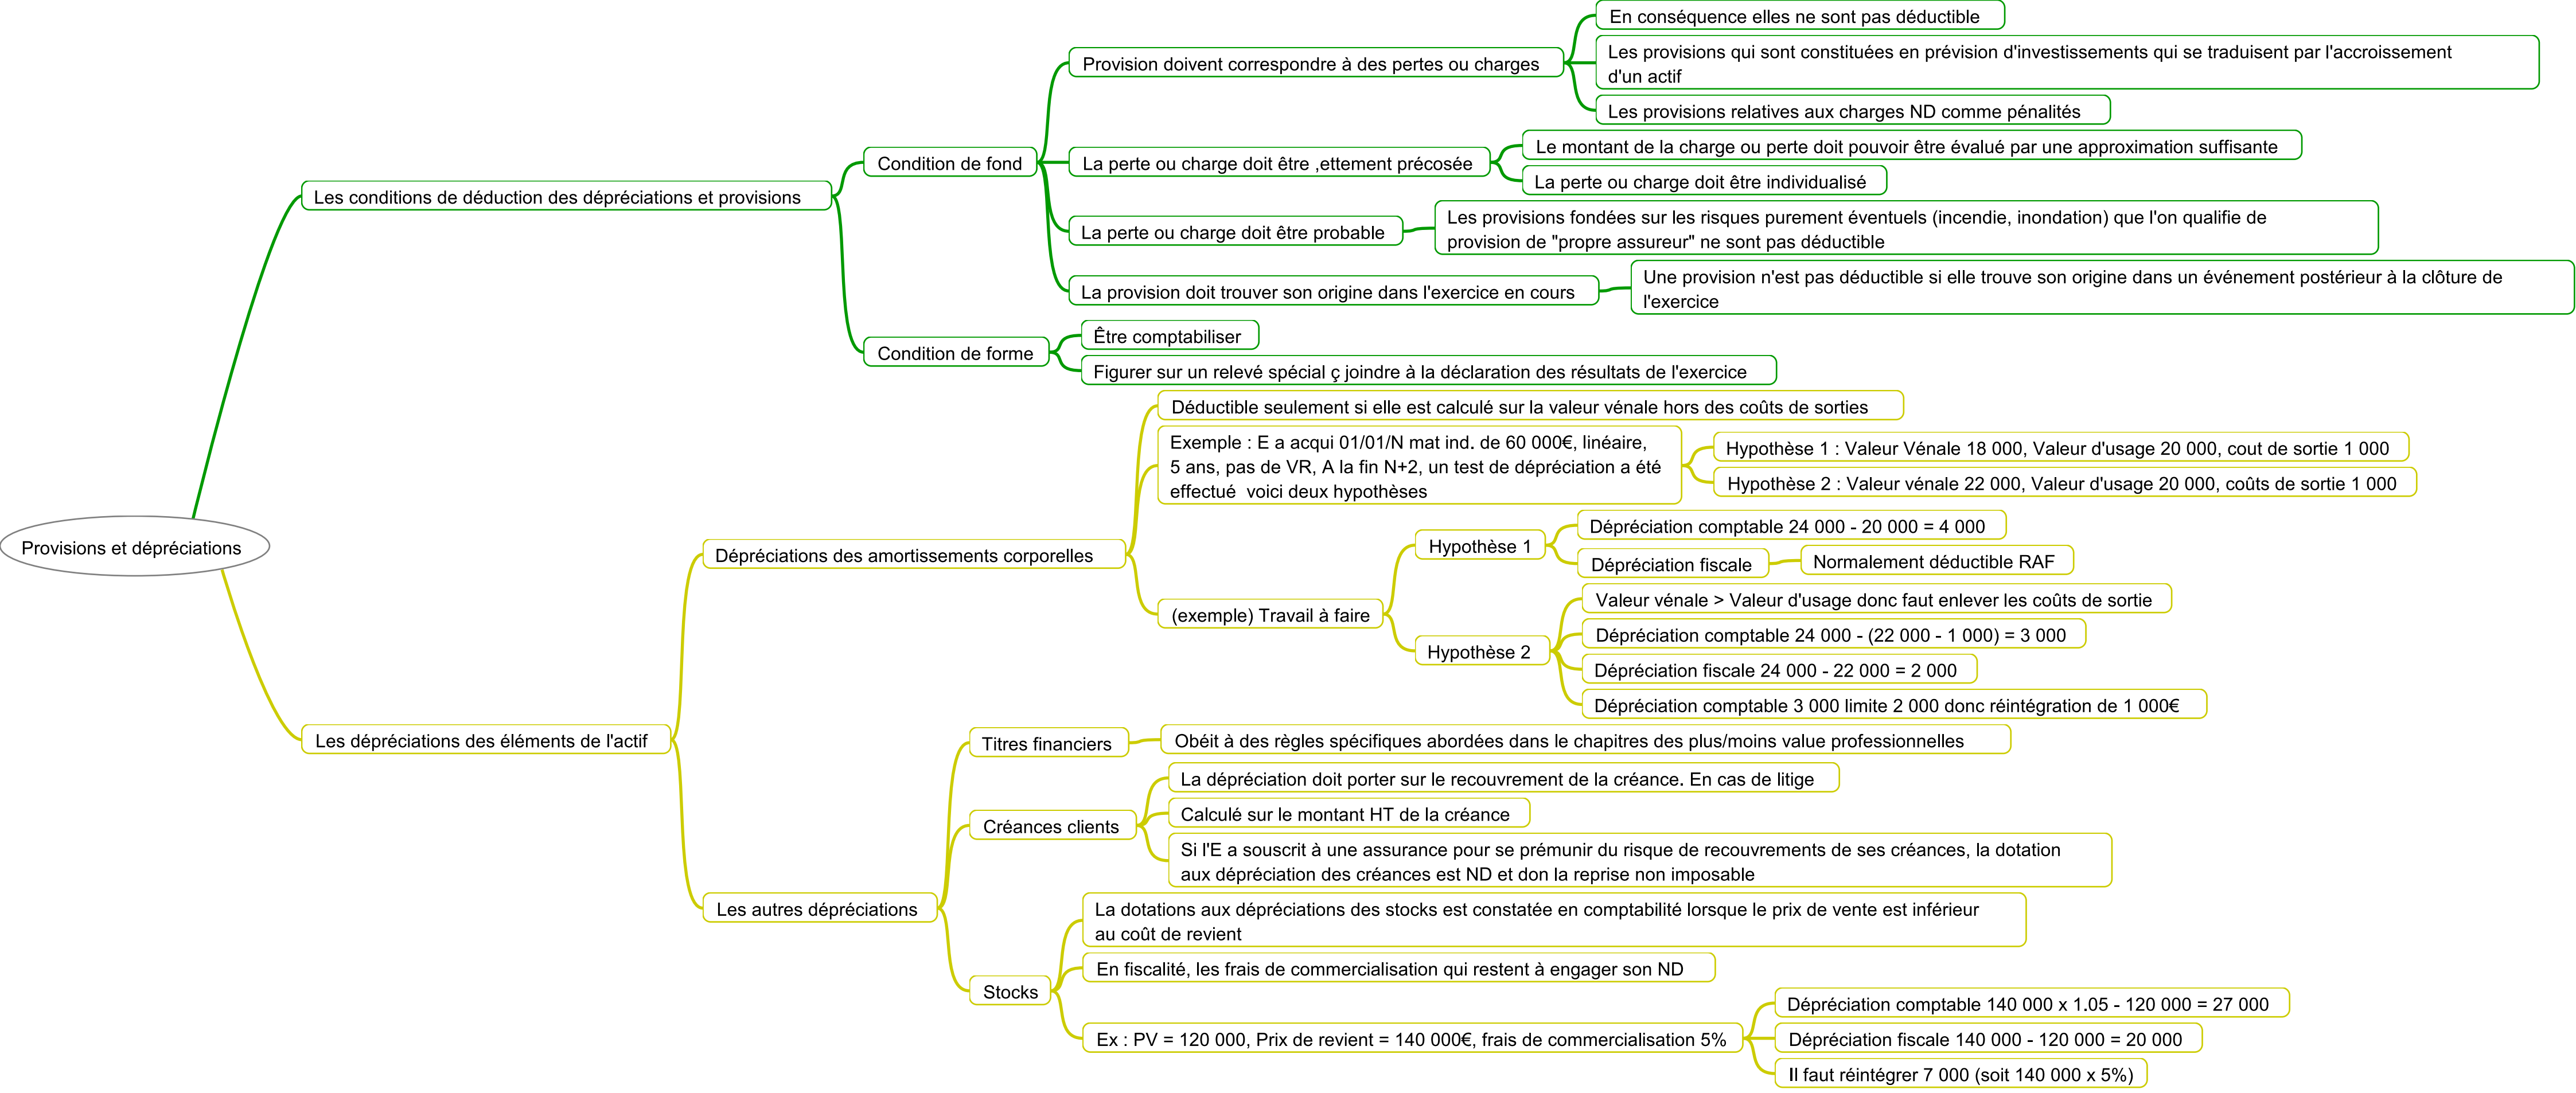 Provisions et dépréciations
Les conditions de déduction des dépréciations et provisions
Condition de fond
Provision doivent correspondre à des pertes ou charges
En conséquence elles ne sont pas déductible
Les provisions qui sont constituées en prévision d'investissements qui se traduisent par l'accroissement
d'un actif
Les provisions relatives aux charges ND comme pénalités
La perte ou charge doit être ,ettement précosée
Le montant de la charge ou perte doit pouvoir être évalué par une approximation suffisante
La perte ou charge doit être individualisé
La perte ou charge doit être probable
Les provisions fondées sur les risques purement éventuels (incendie, inondation) que l'on qualifie de
provision de "propre assureur" ne sont pas déductible
La provision doit trouver son origine dans l'exercice en cours
Une provision n'est pas déductible si elle trouve son origine dans un événement postérieur à la clôture de
l'exercice
Condition de forme
Être comptabiliser
Figurer sur un relevé spécial ç joindre à la déclaration des résultats de l'exercice
Les dépréciations des éléments de l'actif
Dépréciations des amortissements corporelles
Déductible seulement si elle est calculé sur la valeur vénale hors des coûts de sorties
Exemple : E a acqui 01/01/N mat ind. de 60 000€, linéaire,
5 ans, pas de VR, A la fin N+2, un test de dépréciation a été
effectué  voici deux hypothèses
Hypothèse 1 : Valeur Vénale 18 000, Valeur d'usage 20 000, cout de sortie 1 000
Hypothèse 2 : Valeur vénale 22 000, Valeur d'usage 20 000, coûts de sortie 1 000
(exemple) Travail à faire
Hypothèse 1
Dépréciation comptable 24 000 - 20 000 = 4 000
Dépréciation fiscale
Normalement déductible RAF
Hypothèse 2
Valeur vénale > Valeur d'usage donc faut enlever les coûts de sortie
Dépréciation comptable 24 000 - (22 000 - 1 000) = 3 000
Dépréciation fiscale 24 000 - 22 000 = 2 000
Dépréciation comptable 3 000 limite 2 000 donc réintégration de 1 000€
Les autres dépréciations
Titres financiers
Obéit à des règles spécifiques abordées dans le chapitres des plus/moins value professionnelles
Créances clients
La dépréciation doit porter sur le recouvrement de la créance. En cas de litige
Calculé sur le montant HT de la créance
Si l'E a souscrit à une assurance pour se prémunir du risque de recouvrements de ses créances, la dotation
aux dépréciation des créances est ND et don la reprise non imposable
Stocks
La dotations aux dépréciations des stocks est constatée en comptabilité lorsque le prix de vente est inférieur
au coût de revient
En fiscalité, les frais de commercialisation qui restent à engager son ND
Ex : PV = 120 000, Prix de revient = 140 000€, frais de commercialisation 5%
Dépréciation comptable 140 000 x 1.05 - 120 000 = 27 000
Dépréciation fiscale 140 000 - 120 000 = 20 000
Il faut réintégrer 7 000 (soit 140 000 x 5%)